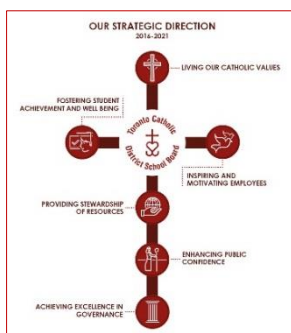 OUR STRATEGIC DIRECTION
2016-2021
LIVING OUR CATHOLIC VALUES
FOSTERING STUDENT
ACHIEVEMENT AND WELL BEING
Toronto Catholic
District School Board
INSPIRING AND
MOTIVATING EMPLOYEES
PROVIDING STEWARDSHIP
OF RESOURCES
ENHANCING PUBLIC
CONFIDENCE
ACHIEVING EXCELLENCE IN
GOVERNANCE